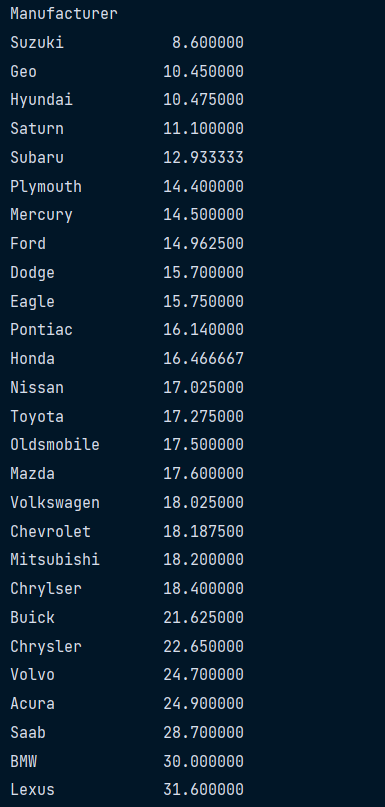 Manufacturer
Suzuki 8.600000
Geo 10.450000
Hyundai 10.475000
Saturn 11.100000
Subaru 12.933333
Plymouth 14.400000
Mercury 14.500000
Ford 14.962500
Dodge 15.700000
Eagle 15.750000
Pontiac 16.140000
Honda 16.466667
Nissan 17.025000
Toyota 17.275000
Oldsmobile 17.500000
Mazda 17.600000
Volkswagen 18.025000
Chevrolet 18.187500
Mitsubishi 18.200000
Chrylser 18.400000
Buick 21.625000
Chrysler 22.650000
Volvo 24.700000
Acura 24.900000
Saab 28.700000
BMW 30.000000
Lexus 31.600000